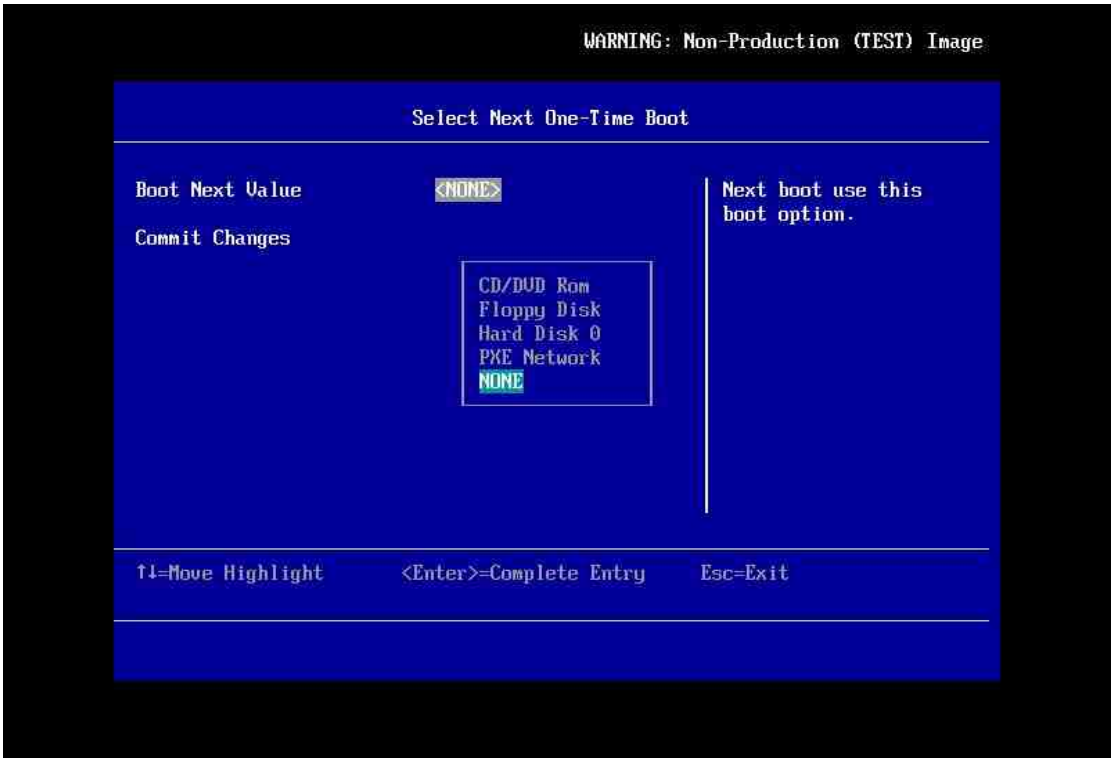 WARNING: Non-Production (TEST) Image
Select Next One-Time Boot
Boot Next Value <NONE>
Next boot use this
boot option.
Commit Changes
CD/DVD Rom
Floppy Disk
Hard Disk 0
PXE Network
NONE
↑↓=Move Highlight <Enter>=Complete Entry Esc=Exit